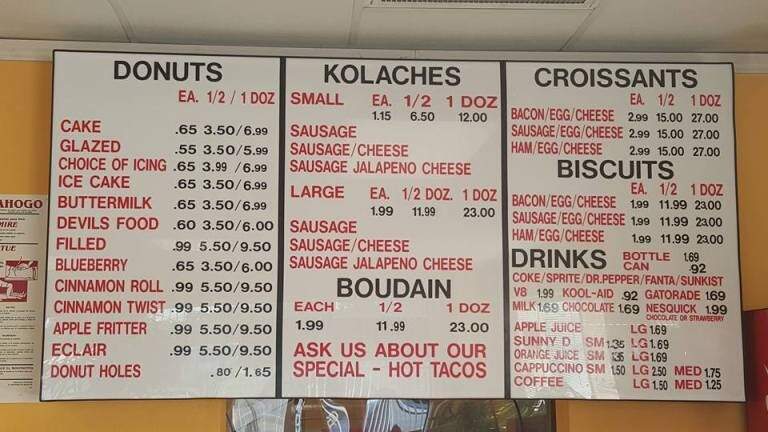 DONUTS
EA. 1/2 / 1 DOZ
CAKE .65 3.50/6.99
GLAZED .55 3.50/5.99
CHOICE OF ICING .65 3.99 /6.99
ICE CAKE .65 3.50/6.99
BUTTERMILK .65 3.50/6.99
DEVILS FOOD .60 3.50/6.00
FILLED .99 5.50/9.50
BLUEBERRY .65 3.50/6.00
CINNAMON ROLL .99 5.50/9.50
CINNAMON TWIST .99 5.50/9.50
APPLE FRITTER .99 5.50/9.50
ECLAIR .99 5.50/9.50
DONUT HOLES .80/1.65
KOLACHES
SMALL EA. 1/2 1 DOZ
1.15 6.50 12.00
SAUSAGE
SAUSAGE/CHEESE
SAUSAGE JALAPENO CHEESE
LARGE EA. 1/2 DOZ. 1 DOZ
1.99 11.99 23.00
SAUSAGE
SAUSAGE/CHEESE
SAUSAGE JALAPENO CHEESE
BOUDAIN
EACH 1/2 1 DOZ
1.99 11.99 23.00
ASK US ABOUT OUR
SPECIAL - HOT TACOS
CROISSANTS
EA. 1/2 1 DOZ
BACON/EGG/CHEESE 2.99 15.00 27.00
SAUSAGE/EGG/CHEESE 2.99 15.00 27.00
HAM/EGG/CHEESE 2.99 15.00 27.00
BISCUITS
EA. 1/2 1 DOZ
BACON/EGG/CHEESE 1.99 11.99 23.00
SAUSAGE/EGG/CHEESE 1.99 11.99 23.00
HAM/EGG/CHEESE 1.99 11.99 23.00
DRINKS BOTTLE 1.69
CAN .92
COKE/SPRITE/DR.PEPPER/FANTA/SUNKIST
V8 1.99 KOOL-AID .92 GATORADE 1.69
MILK 1.69 CHOCOLATE 1.69 NESQUICK 1.99
CHOCOLATE OR STRAWBERRY
APPLE JUICE LG 1.69
SUNNY D SM 1.35 LG 1.69
ORANGE JUICE SM 1.35 LG 1.69
CAPPUCCINO SM 1.50 LG 2.50 MED 1.75
COFFEE LG 1.50 MED 1.25
AHOGO